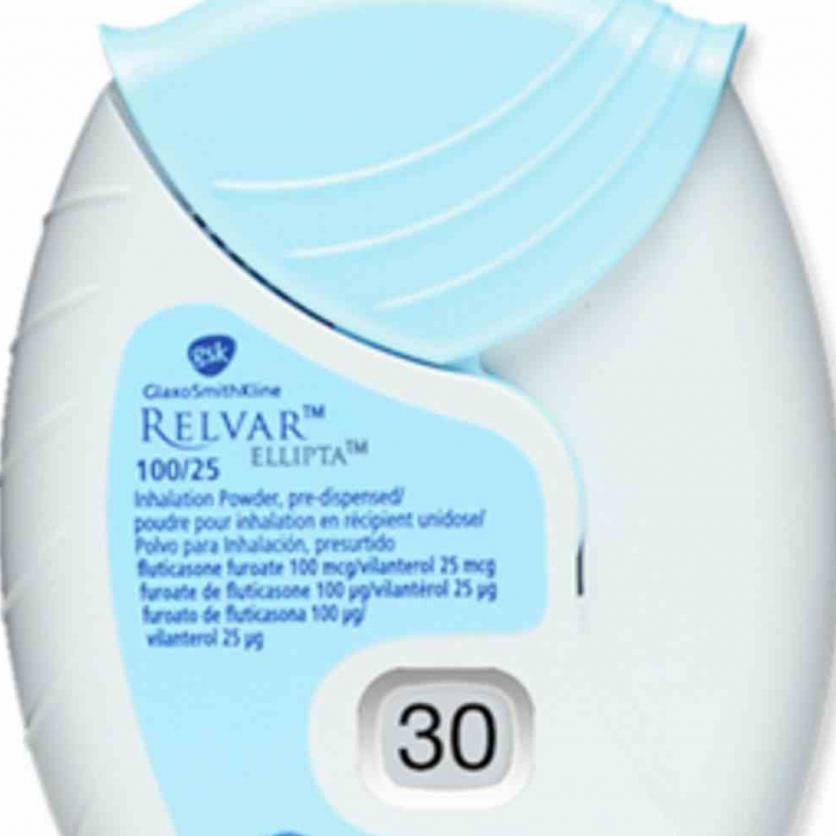 gsk
GlaxoSmithKline
RELVAR™
ELLIPTA™
100/25
Inhalation Powder, pre-dispensed/
poudre pour inhalation en récipient unidose/
Polvo para Inhalación, presurtido
fluticasone furoate 100 mcg/vilanterol 25 mcg
furoate de fluticasone 100 µg/vilantérol 25 µg
furoato de fluticasona 100 µg/
vilanterol 25 µg
30